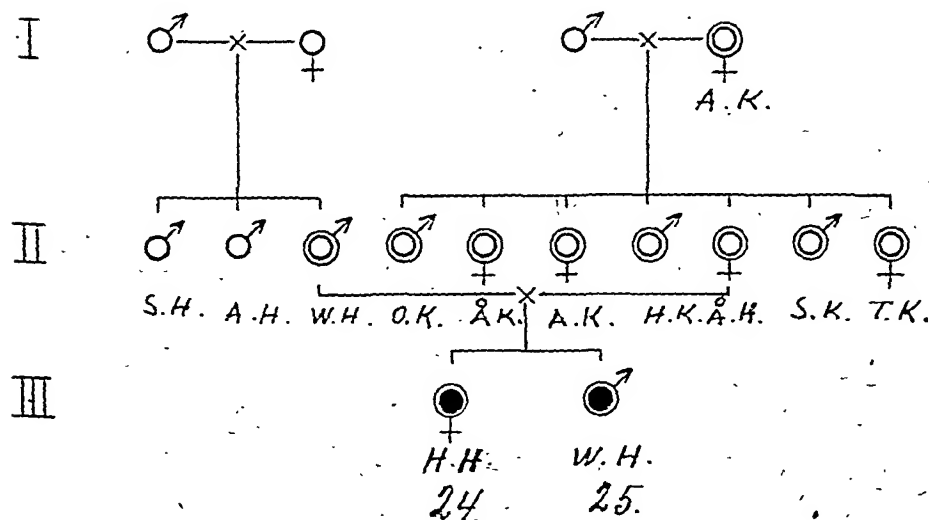 I
A.K.
II
S.H. A.H. W.H. O.K. Å.K. A.K. H.K. Å.H. S.K. T.K.
III
H.H. W.H.
24 25.